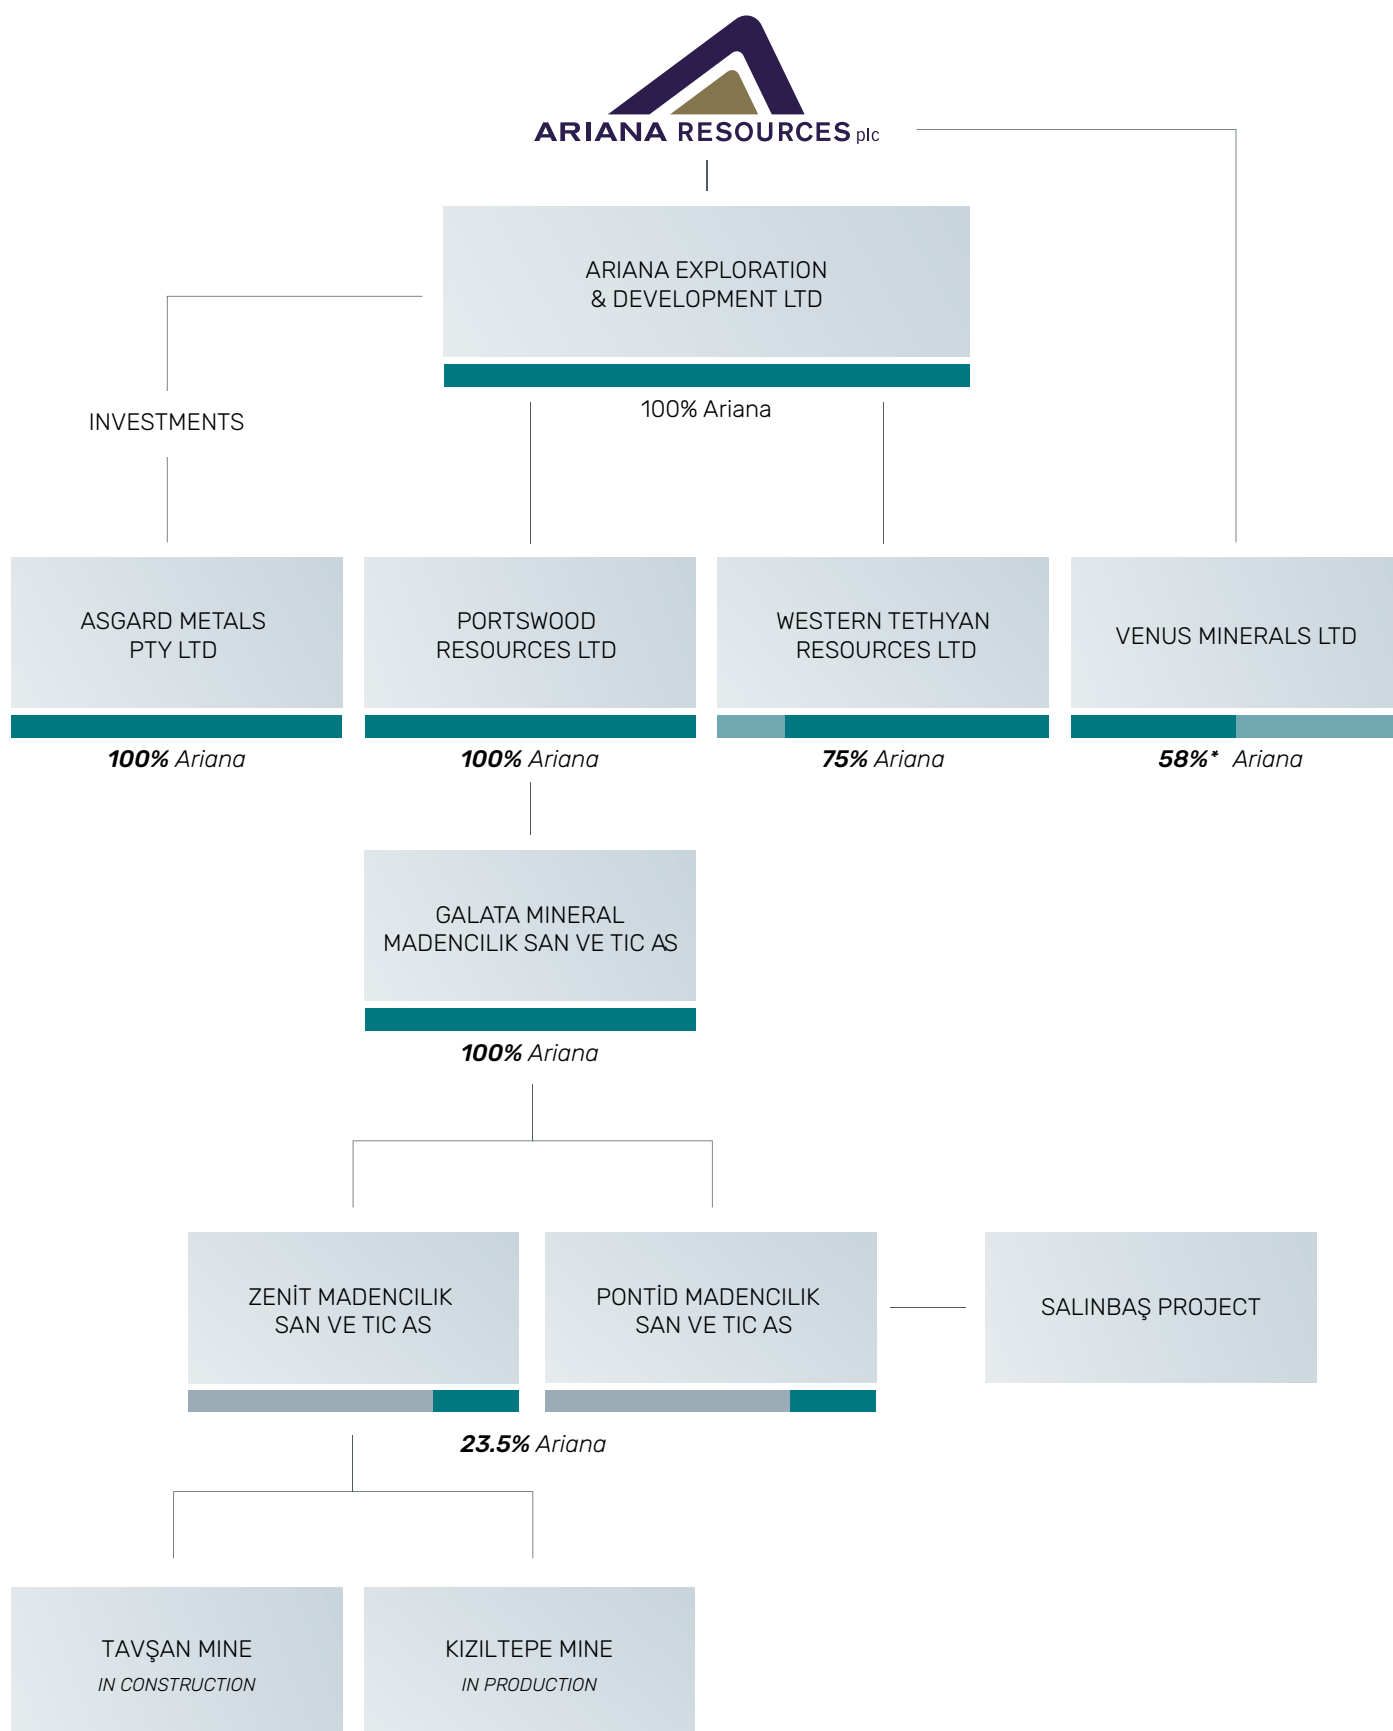 ARIANA RESOURCES plc
ARIANA EXPLORATION
& DEVELOPMENT LTD
100% Ariana
INVESTMENTS
ASGARD METALS
PTY LTD
100% Ariana
PORTSWOOD
RESOURCES LTD
100% Ariana
WESTERN TETHYAN
RESOURCES LTD
75% Ariana
VENUS MINERALS LTD
58%* Ariana
GALATA MINERAL
MADENCILIK SAN VE TIC AS
100% Ariana
ZENİT MADENCILIK
SAN VE TIC AS
PONTİD MADENCILIK
SAN VE TIC AS
23.5% Ariana
SALINBAŞ PROJECT
TAVŞAN MINE
IN CONSTRUCTION
KIZILTEPE MINE
IN PRODUCTION